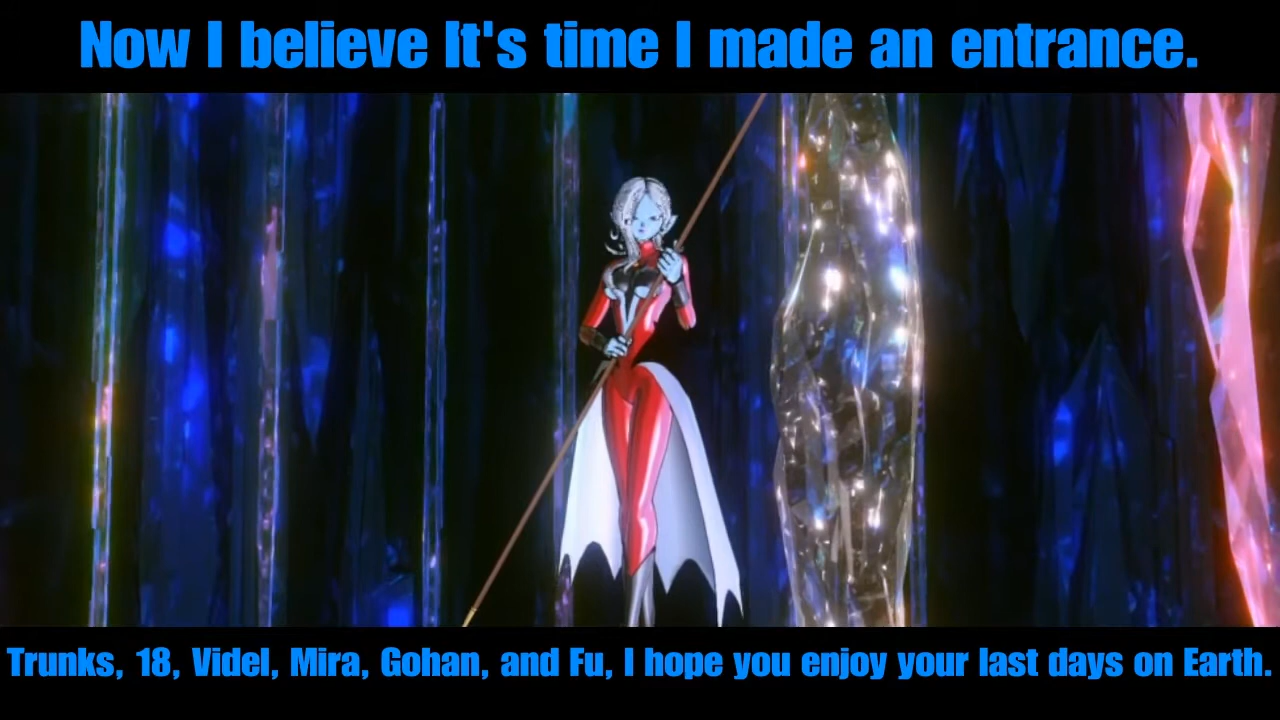 Now I believe It's time I made an entrance.
Trunks, 18, Videl, Mira, Gohan, and Fu, I hope you enjoy your last days on Earth.